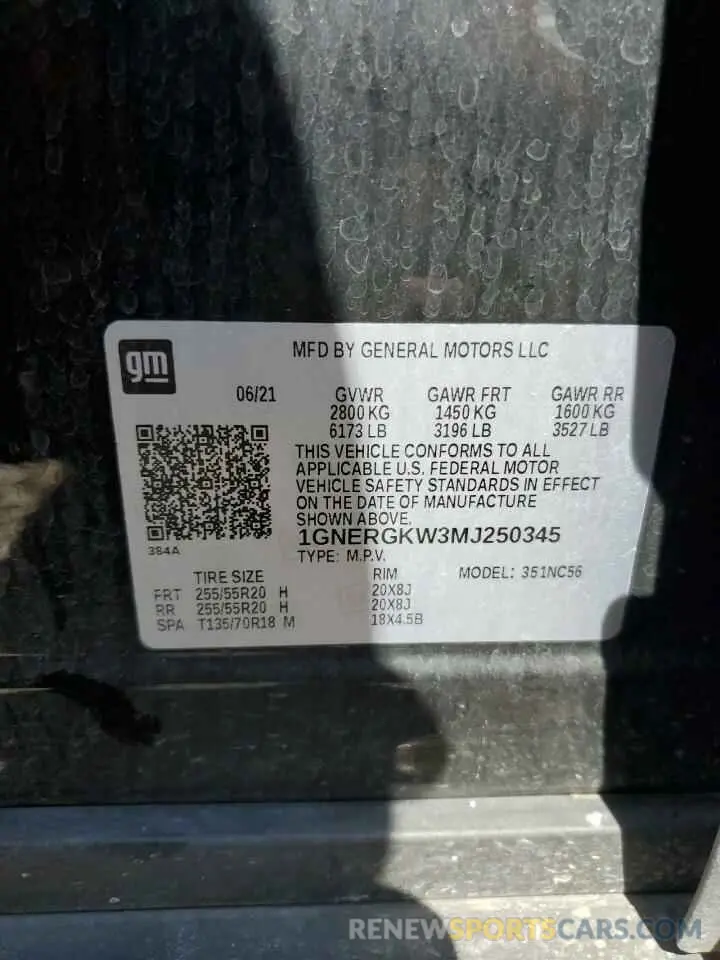 gm
MFD BY GENERAL MOTORS LLC
06/21 GVWR GAWR FRT GAWR RR
2800 KG 1450 KG 1600 KG
6173 LB 3196 LB 3527 LB
THIS VEHICLE CONFORMS TO ALL
APPLICABLE U.S. FEDERAL MOTOR
VEHICLE SAFETY STANDARDS IN EFFECT
ON THE DATE OF MANUFACTURE
SHOWN ABOVE.
1GNERGKW3MJ250345
384A
TYPE: M.P.V.
TIRE SIZE RIM MODEL: 351NC56
FRT 255/55R20 H 20X8J
RR 255/55R20 H 20X8J
SPA T135/70R18 M 18X4.5B
RENEWSPORTSCARS.COM